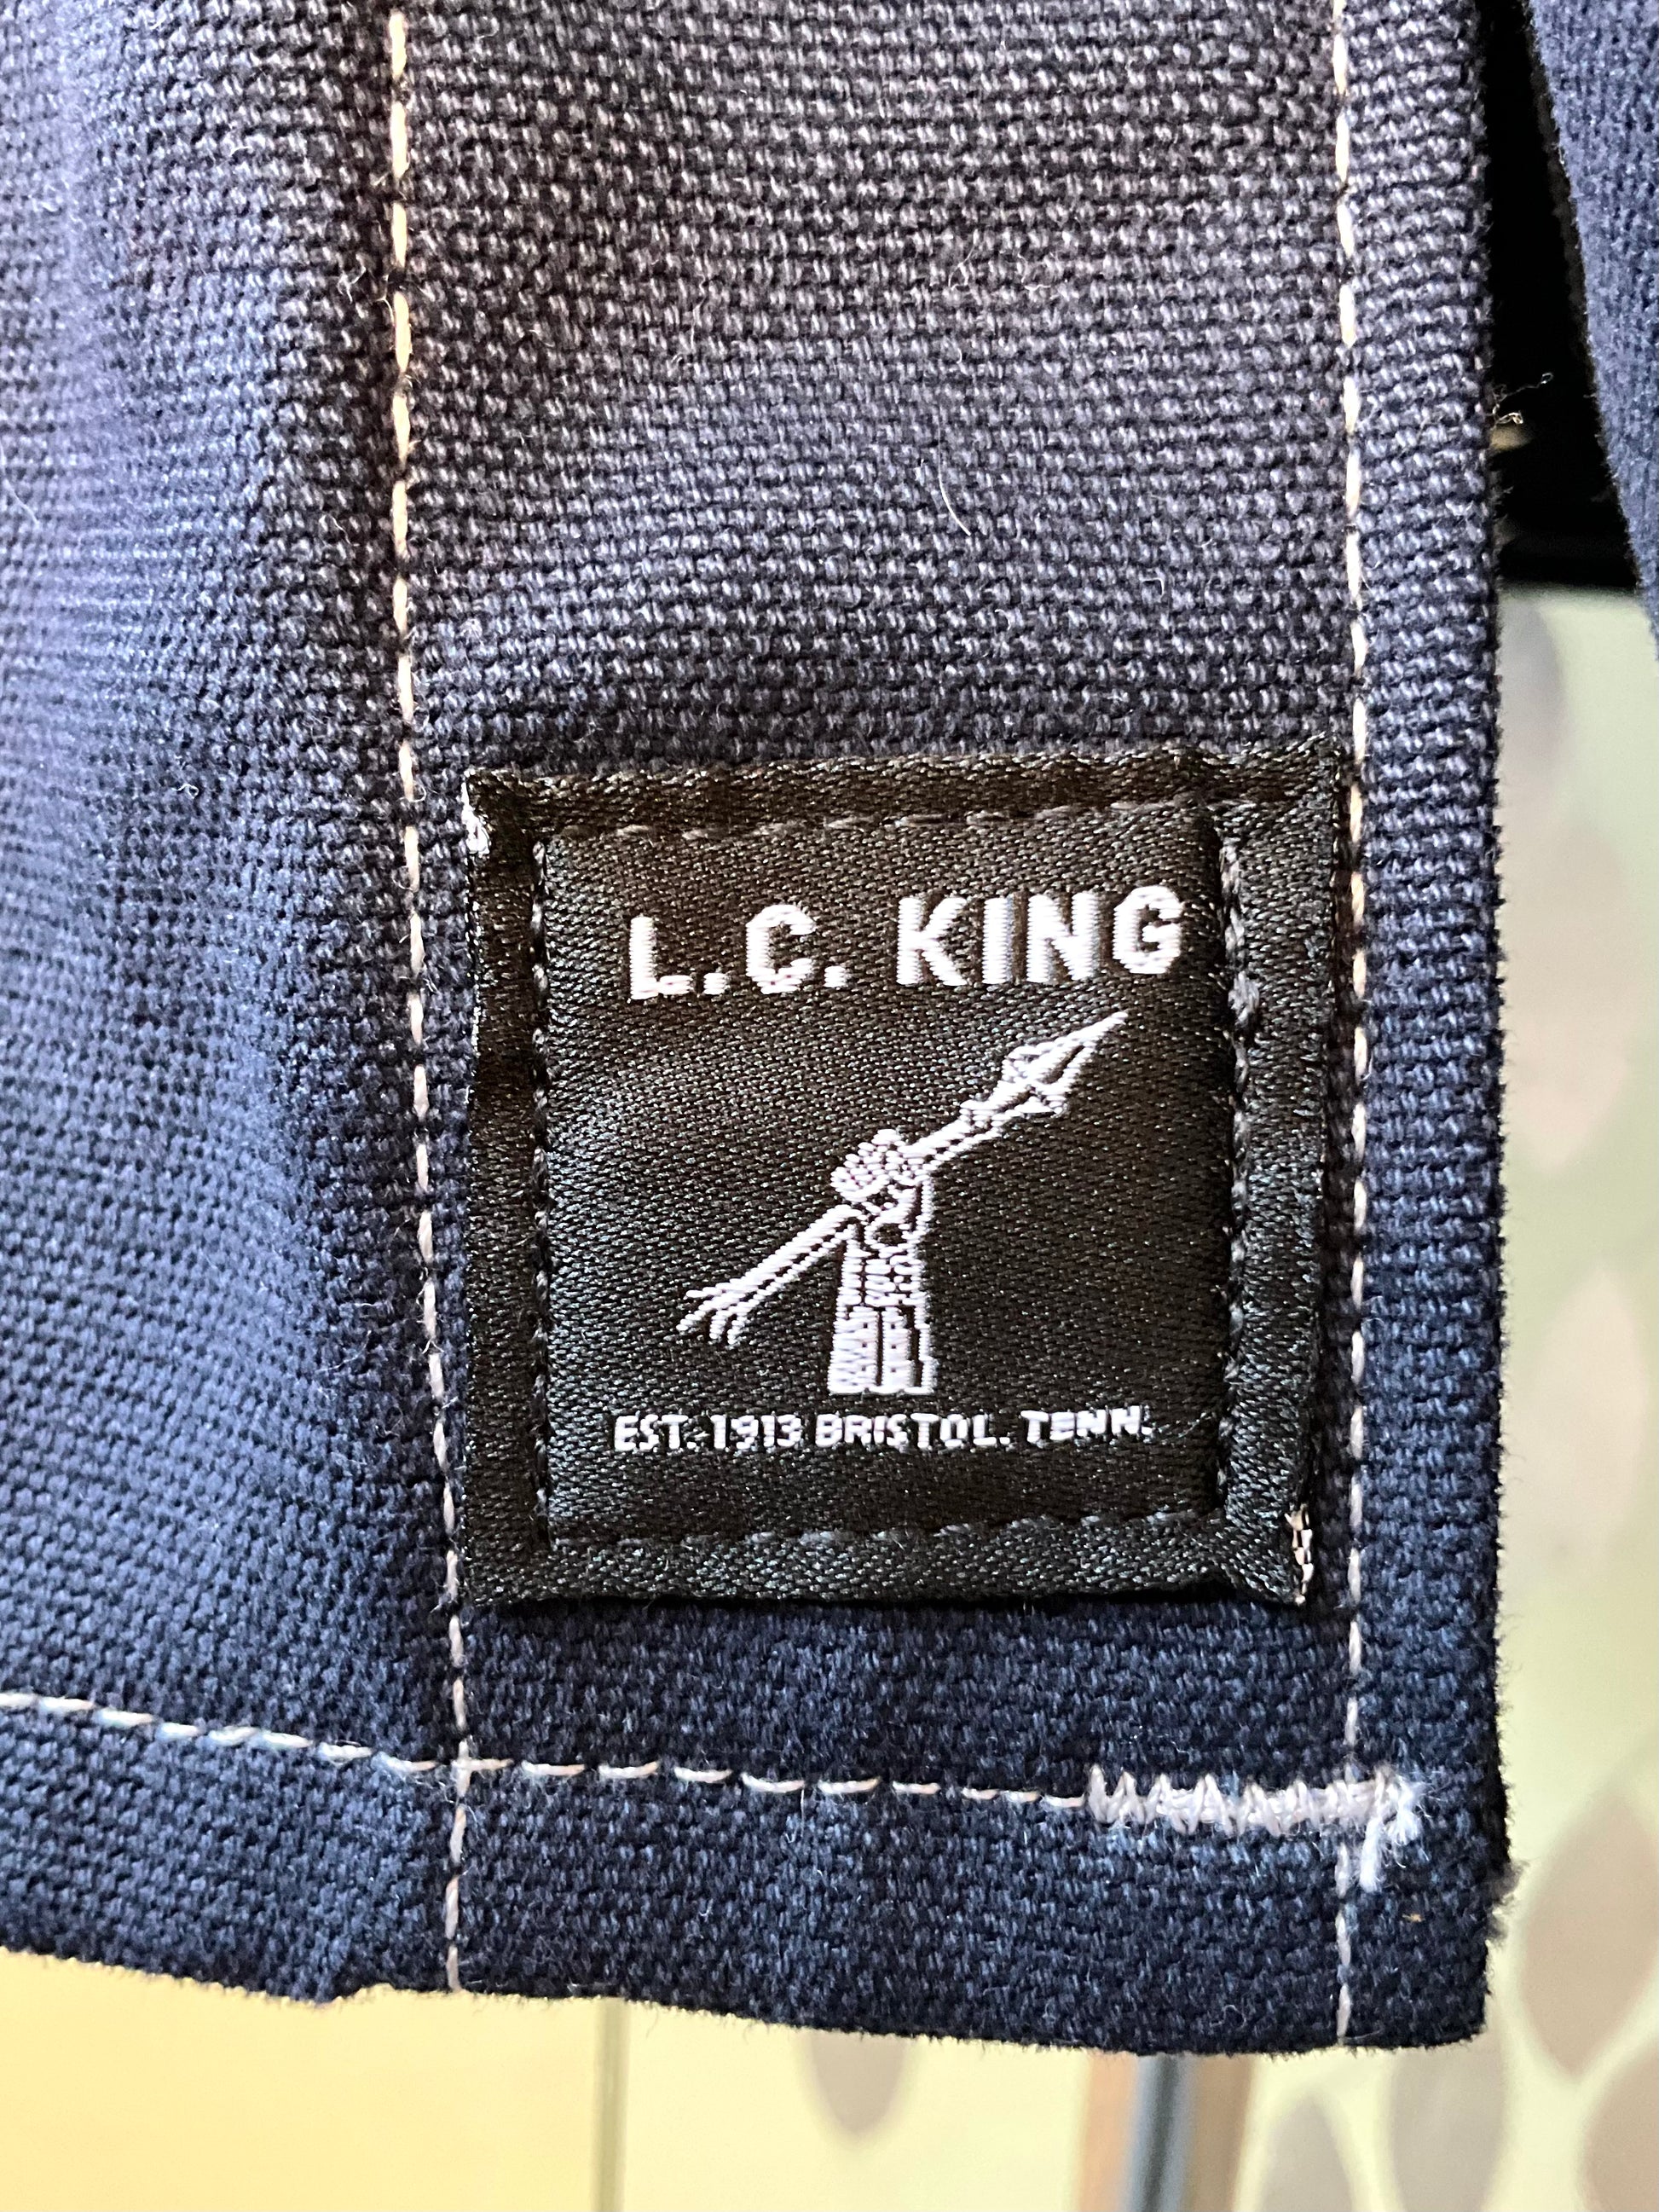 L.C. KING
EST. 1913 BRISTOL. TENN.